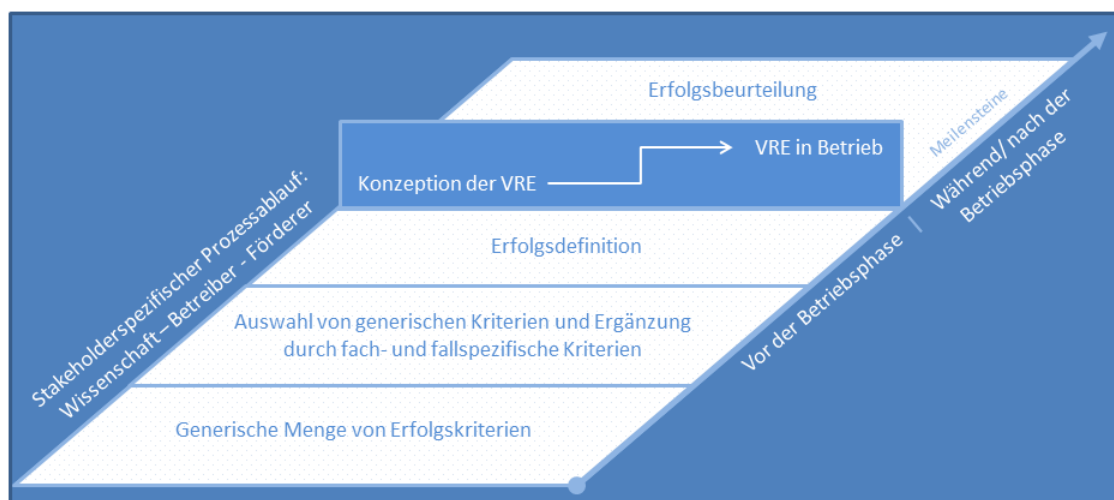 Erfolgsbeurteilung
VRE in Betrieb
Konzeption der VRE
Erfolgsdefinition
Auswahl von generischen Kriterien und Ergänzung
durch fach- und fallspezifische Kriterien
Generische Menge von Erfolgskriterien
Stakeholderspezifischer Prozessablauf:
Wissenschaft – Betreiber - Förderer
Meilensteine
Vor der Betriebsphase | Während/ nach der
Betriebsphase